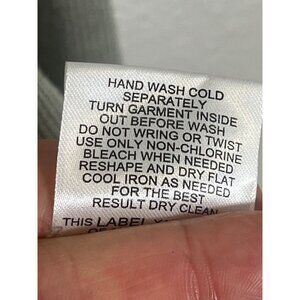 HAND WASH COLD
SEPARATELY
TURN GARMENT INSIDE
OUT BEFORE WASH
DO NOT WRING OR TWIST
USE ONLY NON-CHLORINE
BLEACH WHEN NEEDED
RESHAPE AND DRY FLAT
COOL IRON AS NEEDED
FOR THE BEST
RESULT DRY CLEAN
THIS LABEL